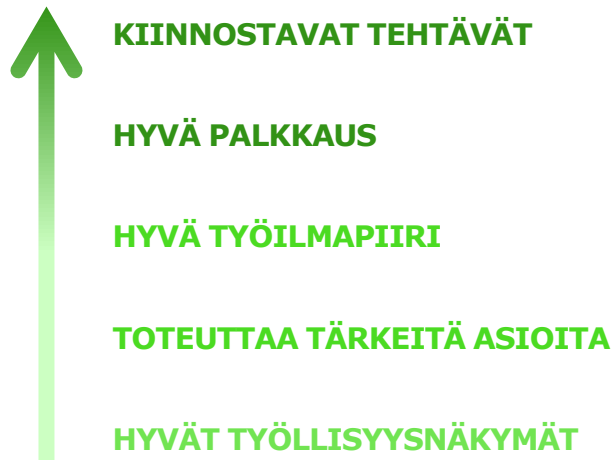 KIINNOSTAVAT TEHTÄVÄT
HYVÄ PALKKAUS
HYVÄ TYÖILMAPIIRI
TOTEUTTAA TÄRKEITÄ ASIOITA
HYVÄT TYÖLLISYYSNÄKYMÄT